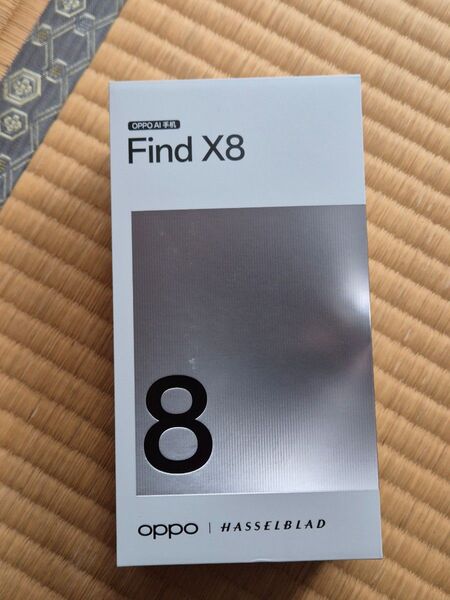 OPPO AI 手机
Find X8
8
oppo | HASSELBLAD